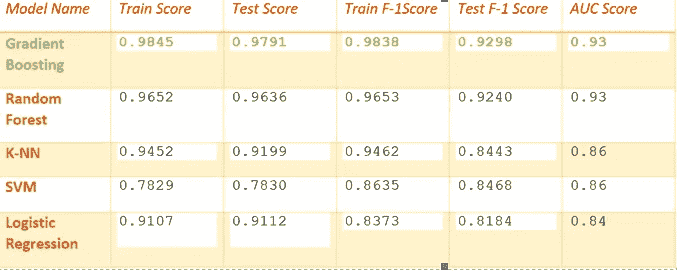 Model Name Train Score Test Score Train F-1Score Test F-1 Score AUC Score
Gradient 0.9845 0.9791 0.9838 0.9298 0.93
Boosting
Random 0.9652 0.9636 0.9653 0.9240 0.93
Forest
K-NN 0.9452 0.9199 0.9462 0.8443 0.86
SVM 0.7829 0.7830 0.8635 0.8468 0.86
Logistic 0.9107 0.9112 0.8373 0.8184 0.84
Regression